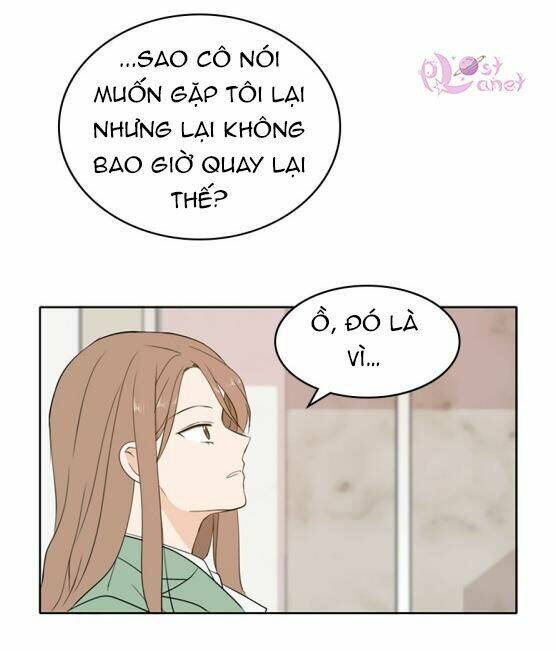 ...SAO CÔ NÓI
MUỐN GẶP TÔI LẠI
NHƯNG LẠI KHÔNG
BAO GIỜ QUAY LẠI
THẾ?
Lost
Planet
Ồ, ĐÓ LÀ
VÌ...